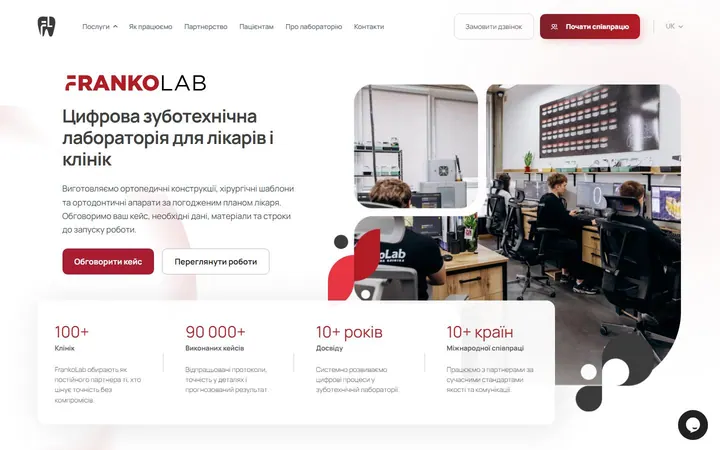 Послуги
Як працюємо
Партнерство
Пацієнтам
Про лабораторію
Контакти
Замовити дзвінок
Почати співпрацю
UK
FRANKOLAB
Цифрова зуботехнічна
лабораторія для лікарів і
клінік
Виготовляємо ортопедичні конструкції, хірургічні шаблони
та ортодонтичні апарати за погодженим планом лікаря.
Обговоримо ваш кейс, необхідні дані, матеріали та строки
до запуску роботи.
Обговорити кейс
Переглянути роботи
100+
Клінік
FrankoLab обирають як
постійного партнера ті, хто
цінує точність без
компромісів.
90 000+
Виконаних кейсів
Відпрацьовані протоколи,
точність у деталях і
прогнозований результат.
10+ років
Досвіду
Системно розвиваємо
цифрові процеси у
зуботехнічній лабораторії.
10+ країн
Міжнародної співпраці
Працюємо з партнерами за
сучасними стандартами
якості та комунікації.